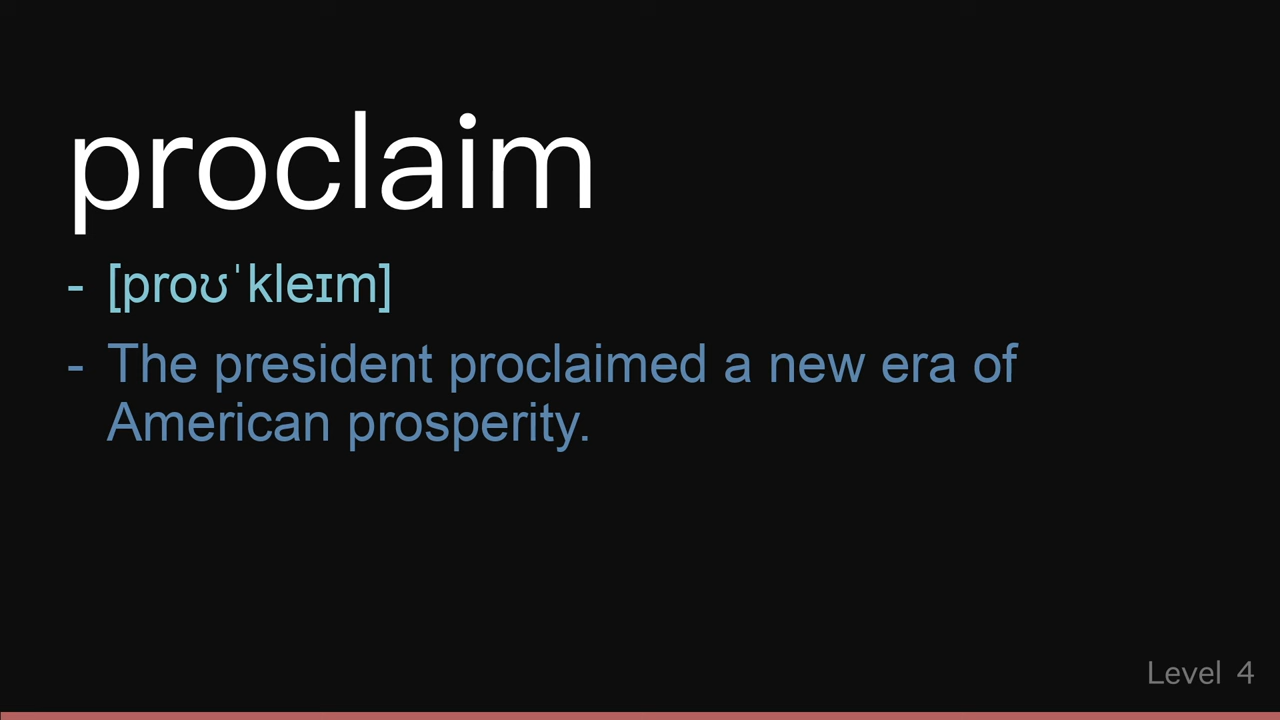 proclaim
- [proʊˈkleɪm]
- The president proclaimed a new era of
American prosperity.
Level 4